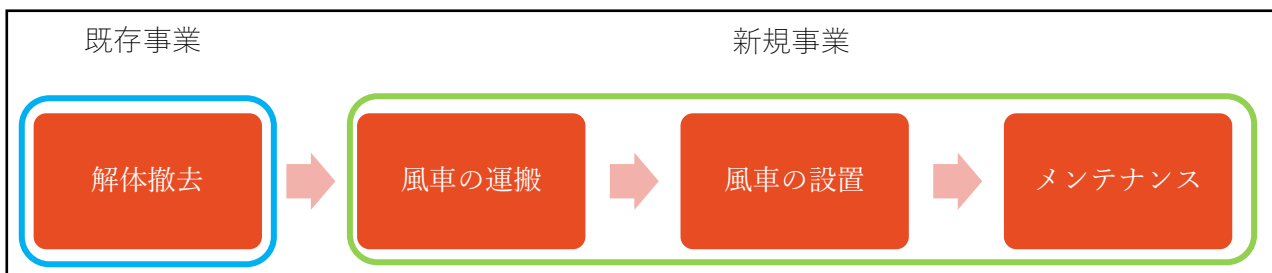 既存事業
新規事業
解体撤去
風車の運搬
風車の設置
メンテナンス